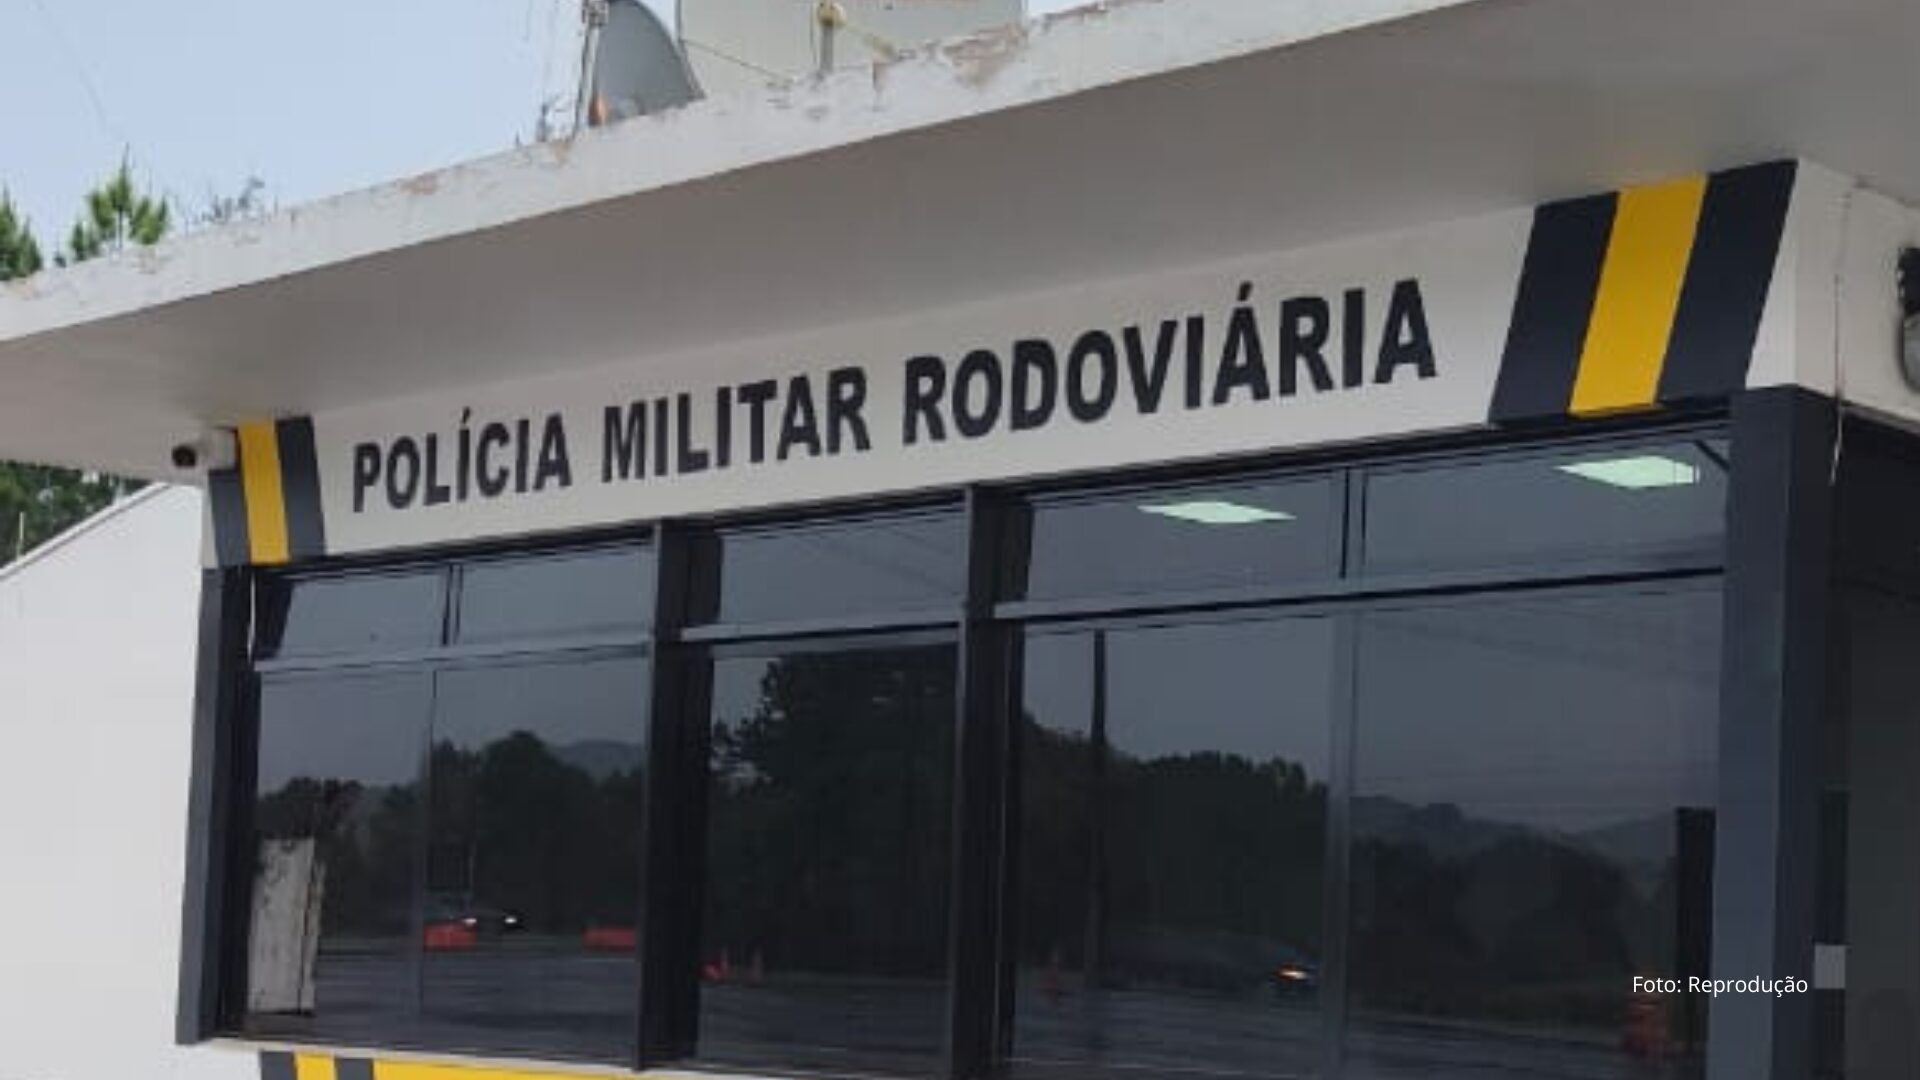 POLÍCIA MILITAR RODOVIÁRIA
Foto: Reprodução